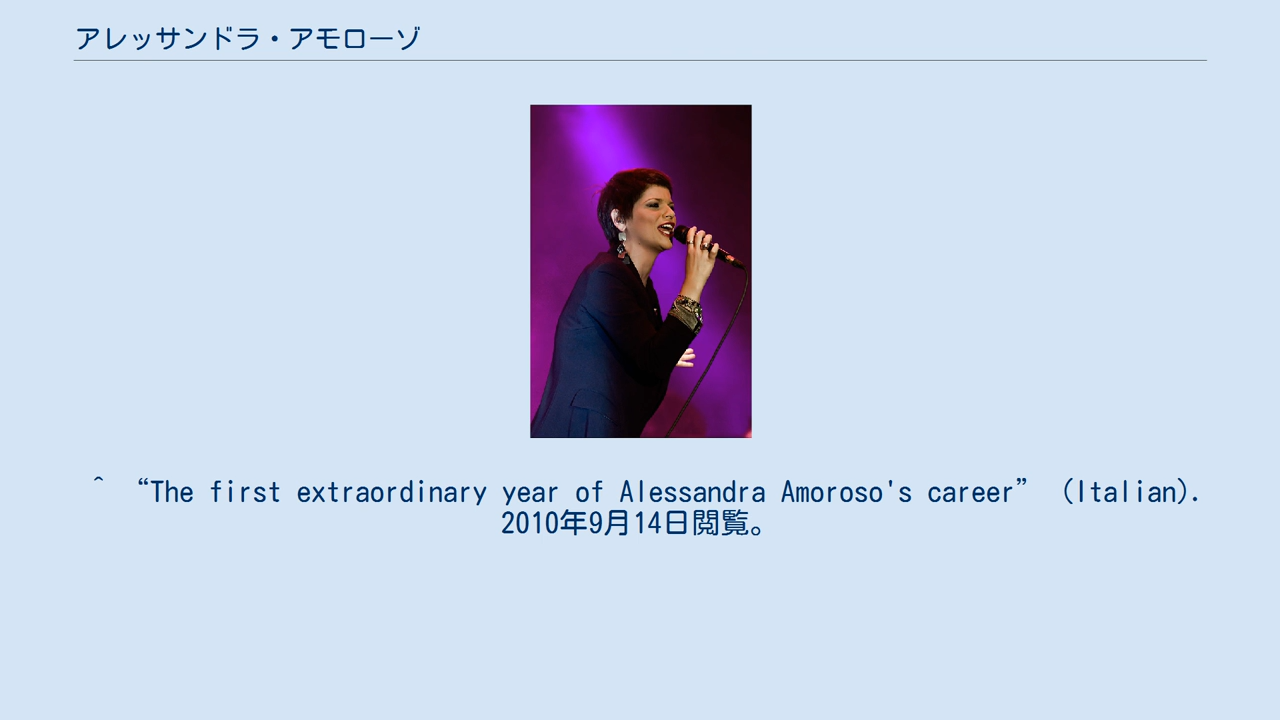 アレッサンドラ・アモローゾ
^ “The first extraordinary year of Alessandra Amoroso's career” (Italian).
2010年9月14日閲覧。